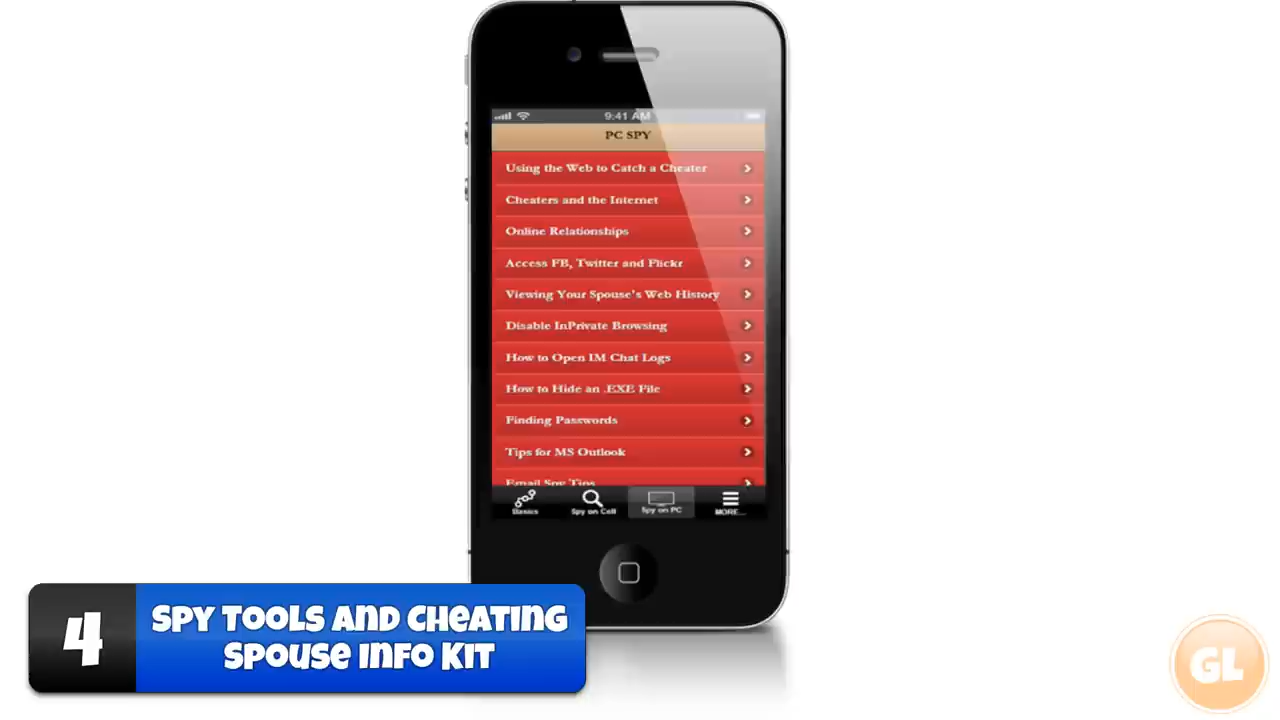 9:41 AM
PC SPY
Using the Web to Catch a Cheater
Cheaters and the Internet
Online Relationships
Access FB, Twitter and Flickr
Viewing Your Spouse's Web History
Disable InPrivate Browsing
How to Open IM Chat Logs
How to Hide an .EXE File
Finding Passwords
Tips for MS Outlook
Email Spy Tips
Basics
Spy on Cell
Spy on PC
MORE...
4
SPY TOOLS AND CHEATING
SPOUSE INFO KIT
GL